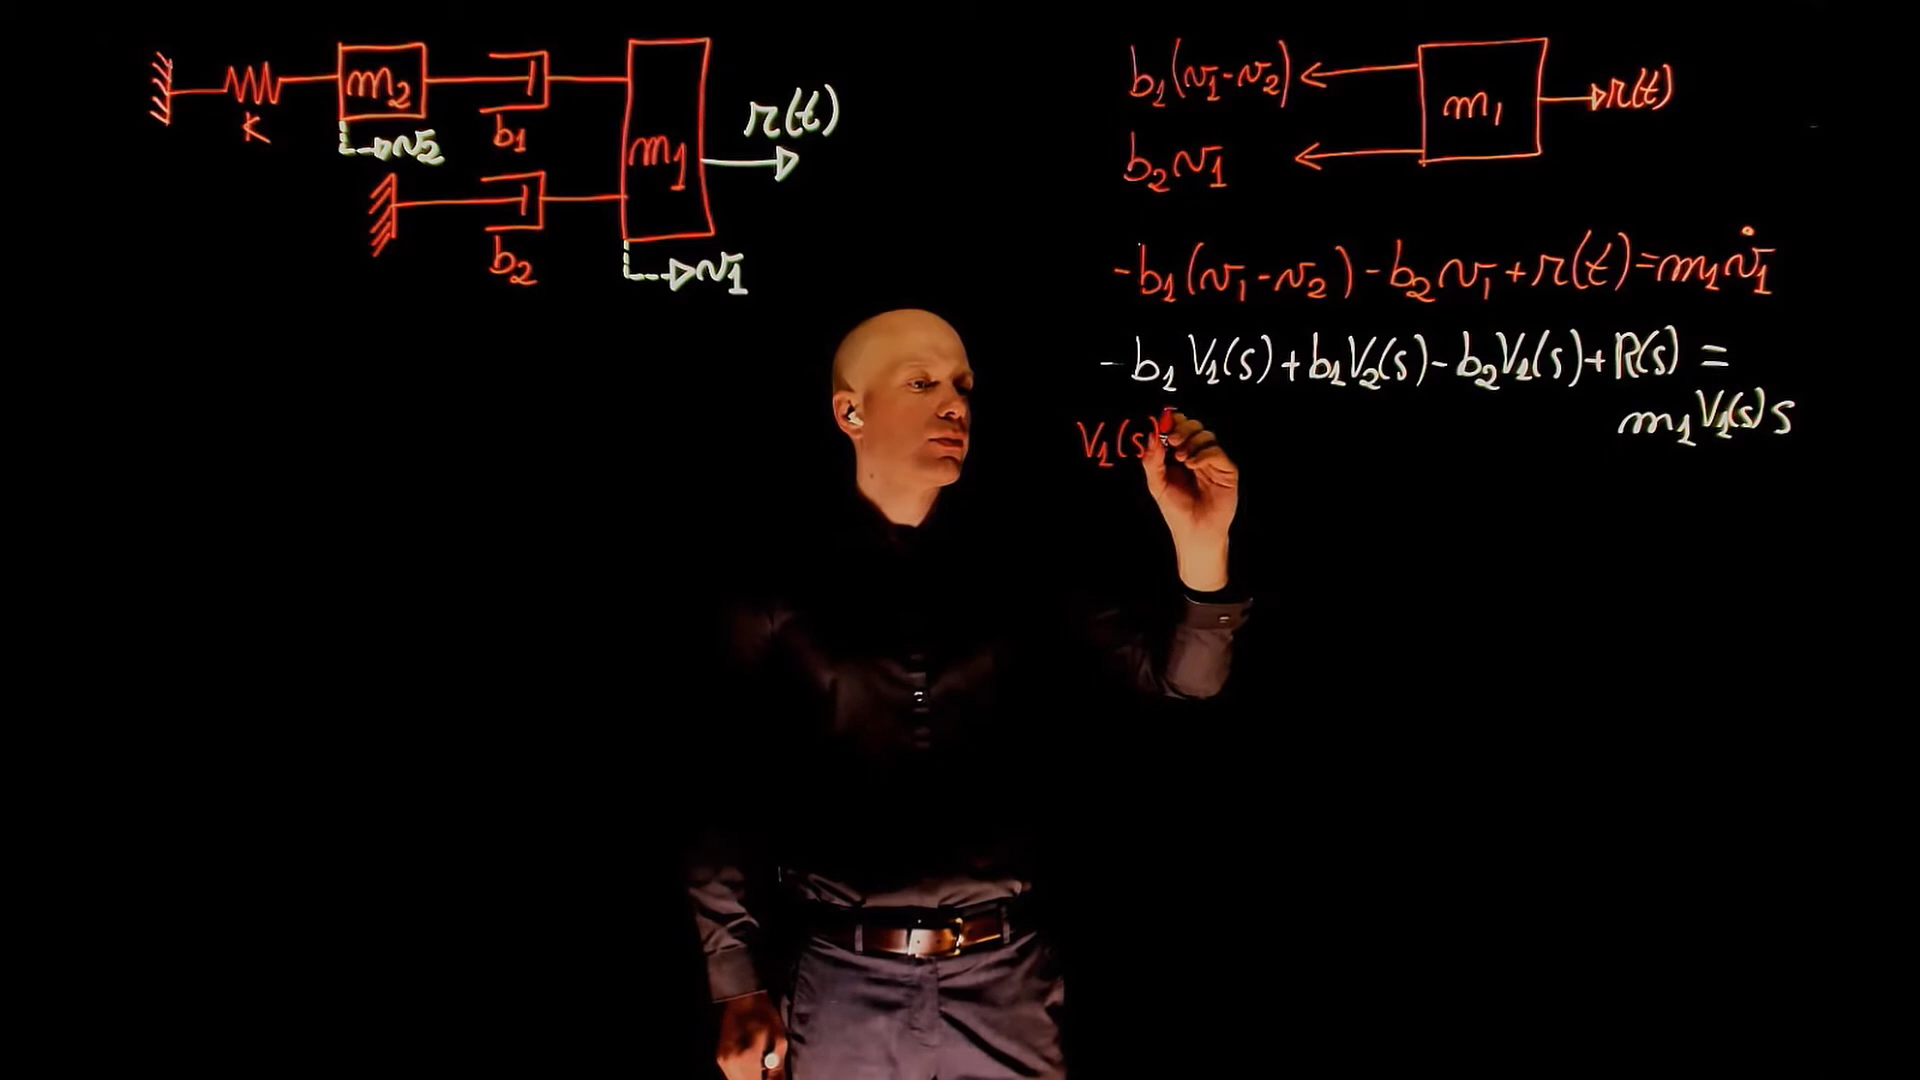 m2
b1
K
v2
m1
r(t)
b2
v1
b1(v1-v2)
m1
r(t)
b2v1
-b1(v1-v2)-b2v1+r(t)=m1v̇1
-b1V1(s)+b1V2(s)-b2V1(s)+R(s)=
m1V1(s)s
V1(s)